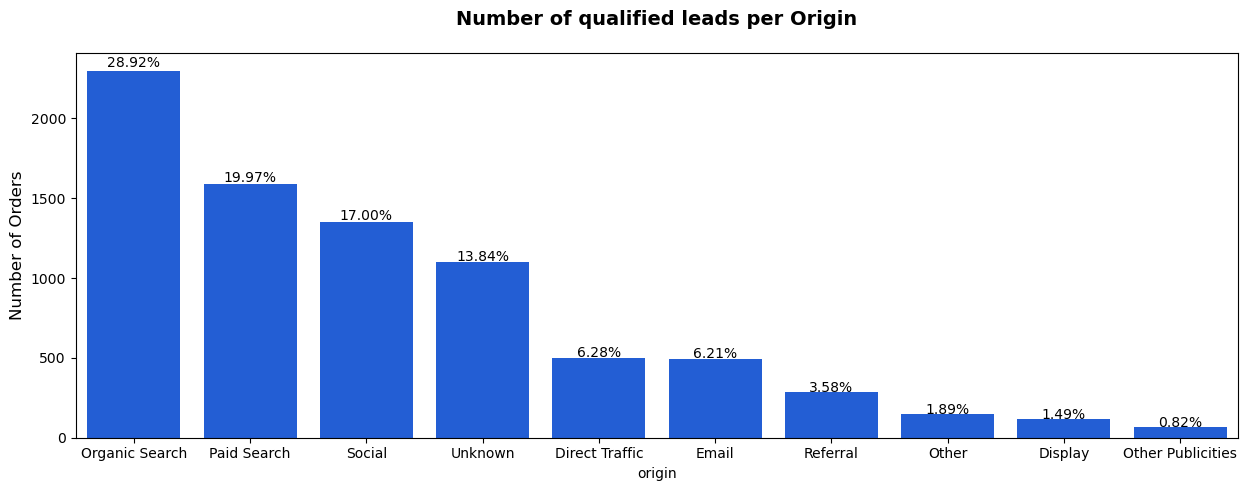 Number of qualified leads per Origin
Number of Orders
2000
1500
1000
500
0
28.92%
19.97%
17.00%
13.84%
6.28%
6.21%
3.58%
1.89%
1.49%
0.82%
Organic Search
Paid Search
Social
Unknown
Direct Traffic
Email
Referral
Other
Display
Other Publicities
origin